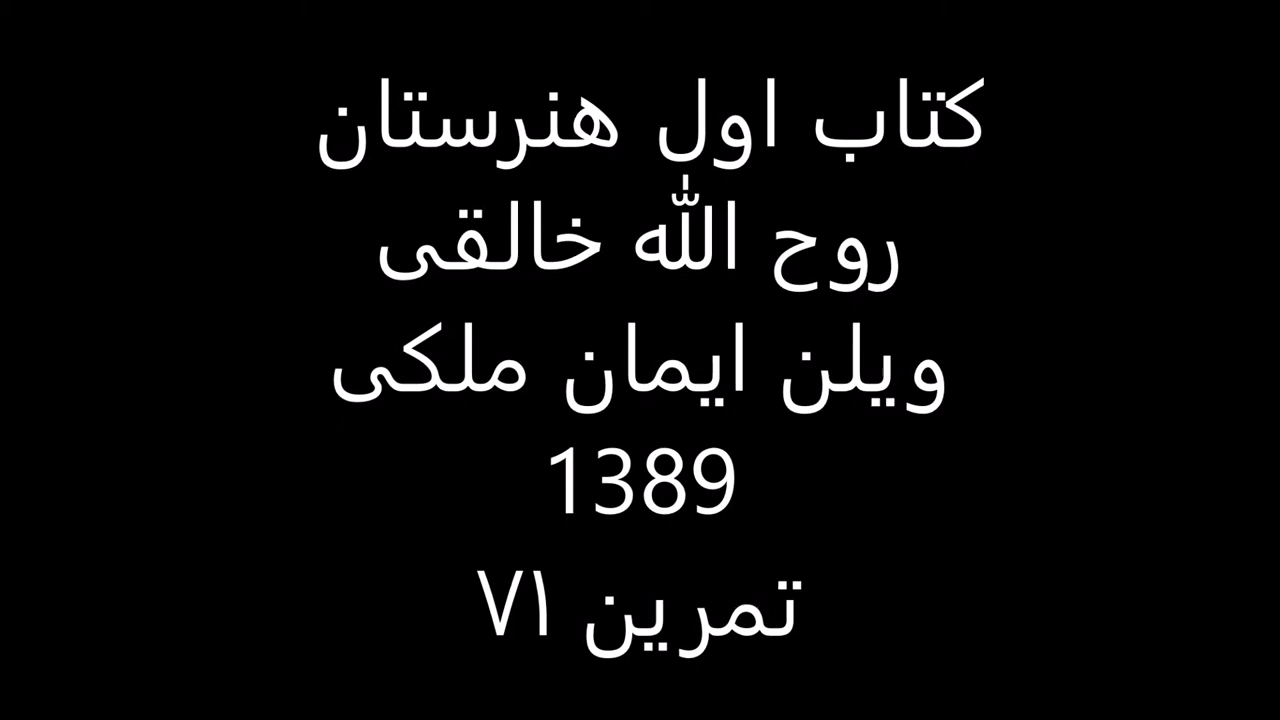 کتاب اول هنرستان
روح الله خالقی
ویلن ایمان ملکی
1389
تمرین ۷۱